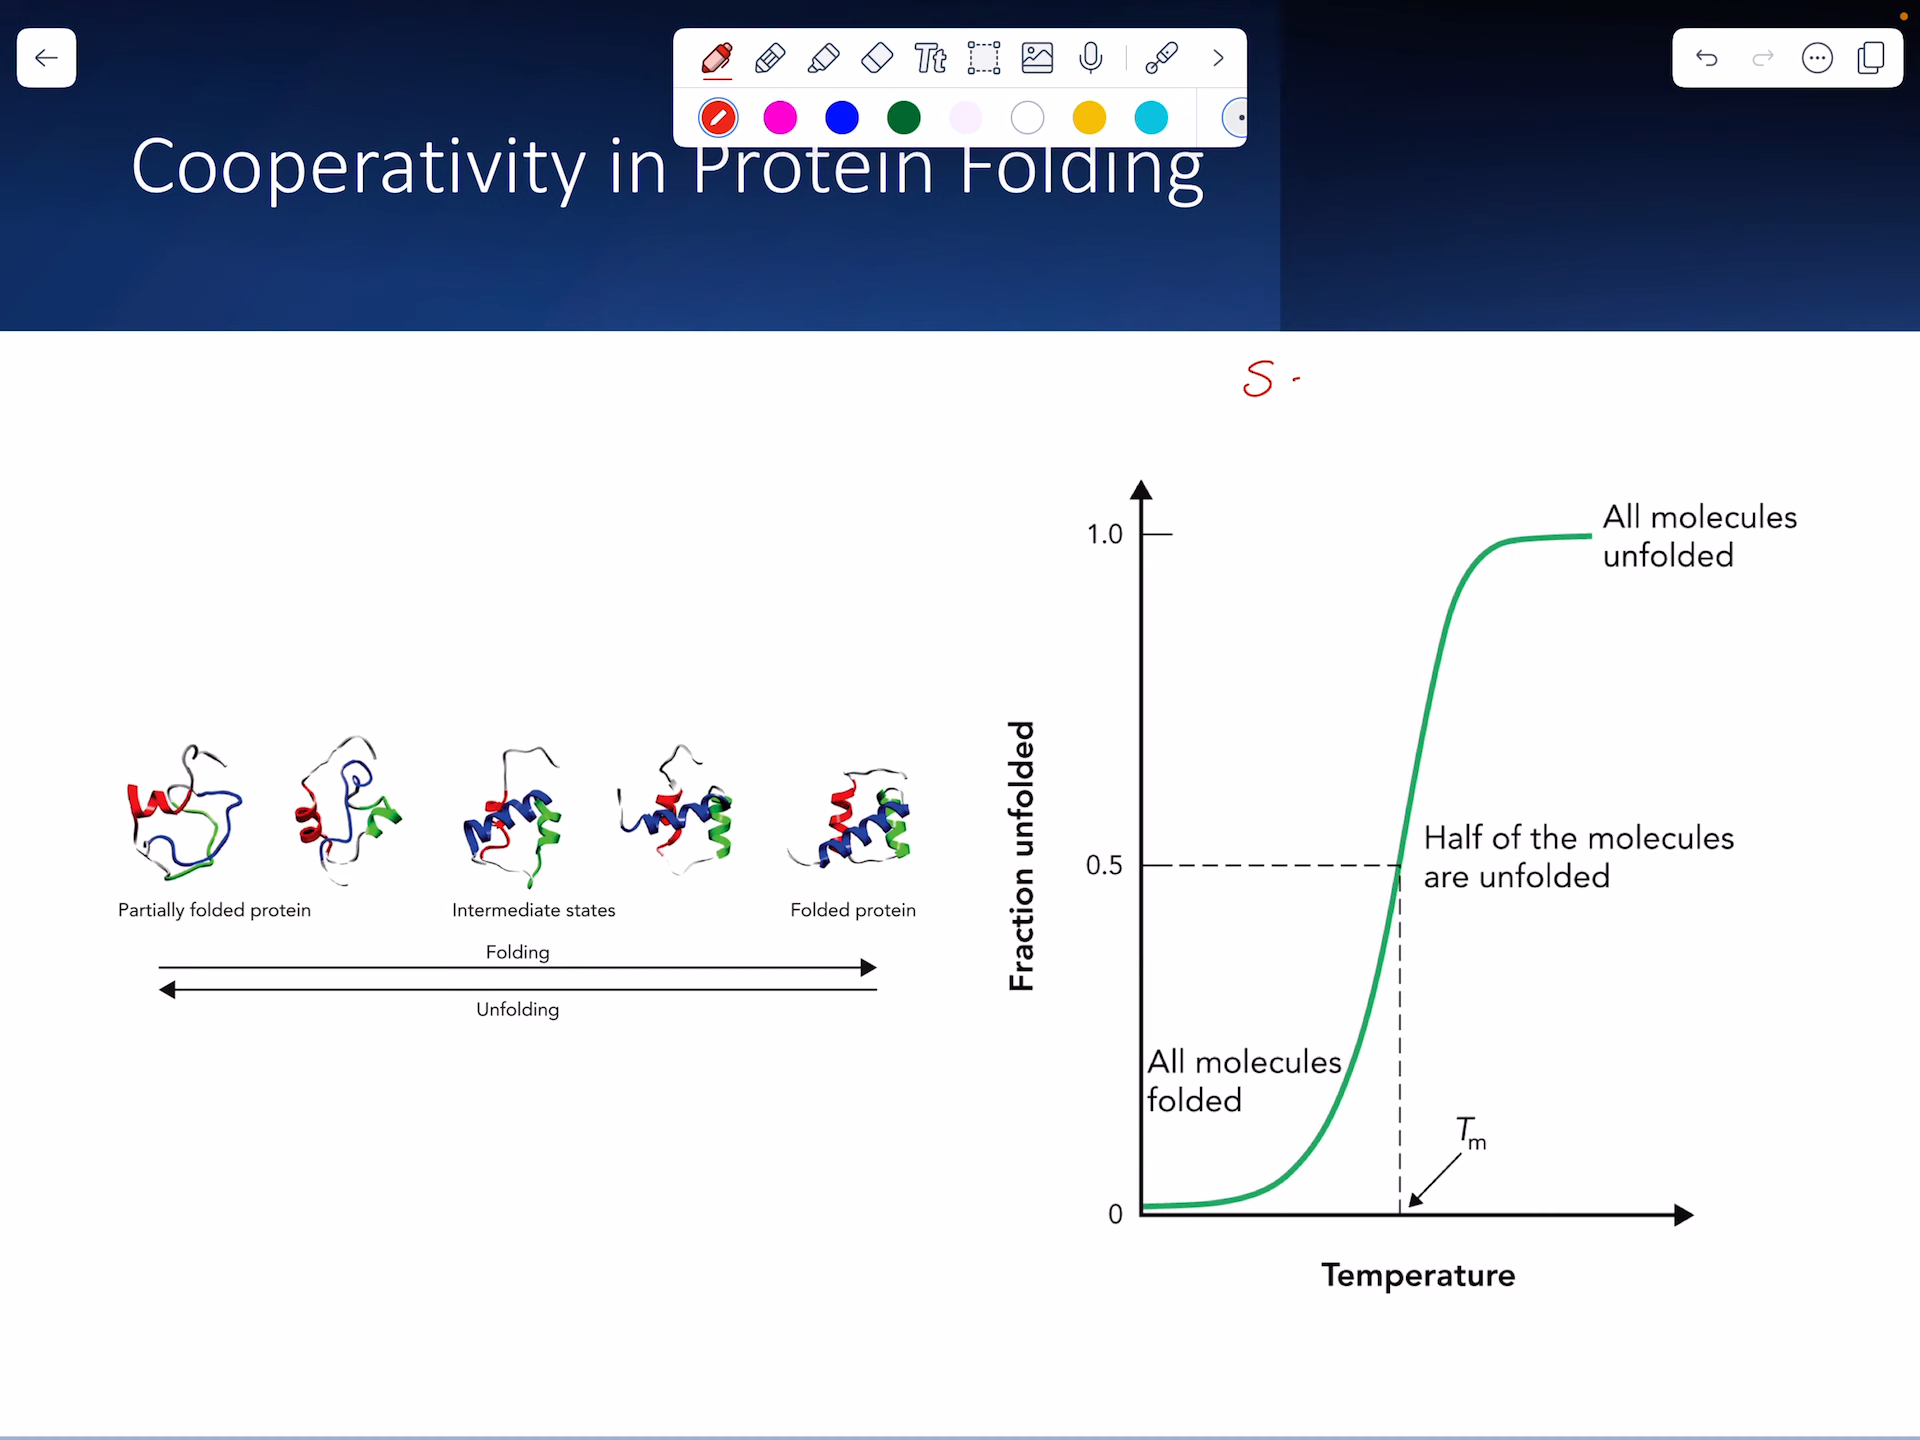 Tt
Cooperativity in Protein Folding
S -
1.0
All molecules
unfolded
Fraction unfolded
0.5
Half of the molecules
are unfolded
Partially folded protein
Intermediate states
Folded protein
Folding
Unfolding
All molecules
folded
Tm
0
Temperature